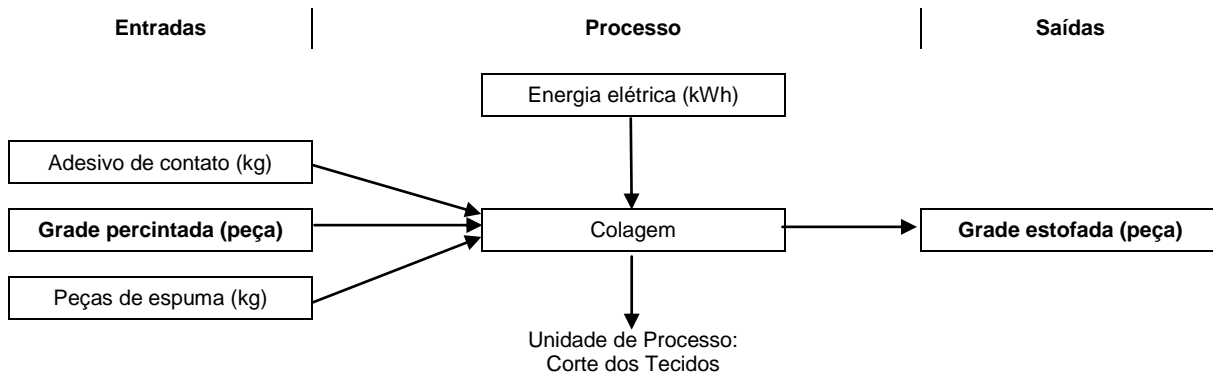 Entradas
Processo
Saídas
Energia elétrica (kWh)
Adesivo de contato (kg)
Grade percintada (peça)
Colagem
Grade estofada (peça)
Peças de espuma (kg)
Unidade de Processo:
Corte dos Tecidos